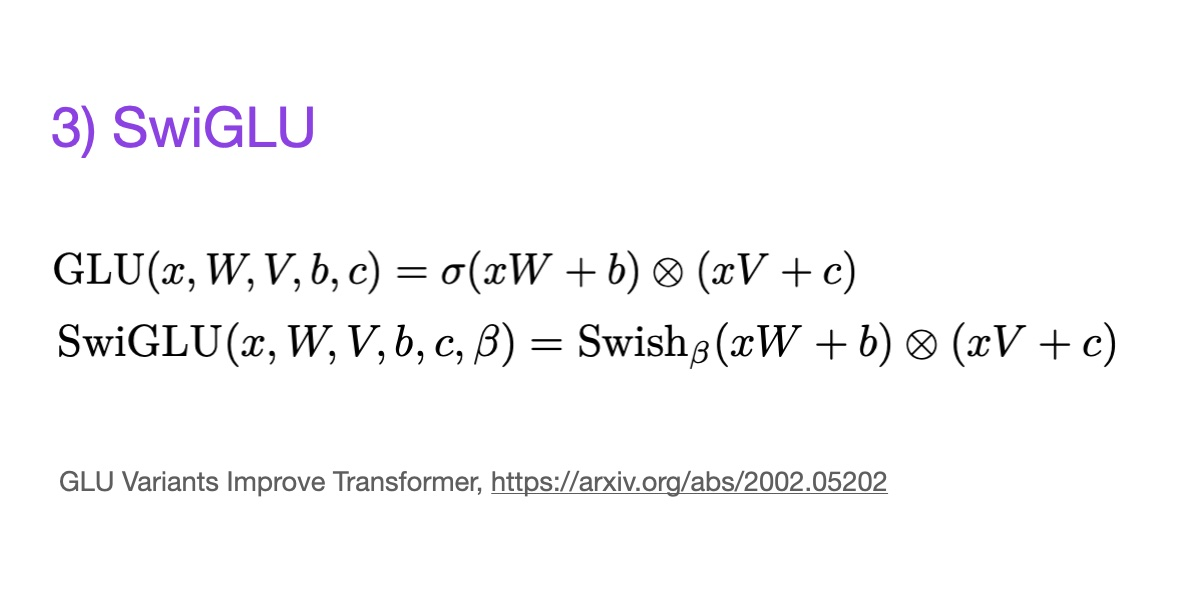 3) SwiGLU
GLU(x, W, V, b, c) = σ(xW + b) ⊗ (xV + c)
SwiGLU(x, W, V, b, c, β) = Swish_β(xW + b) ⊗ (xV + c)
GLU Variants Improve Transformer, https://arxiv.org/abs/2002.05202